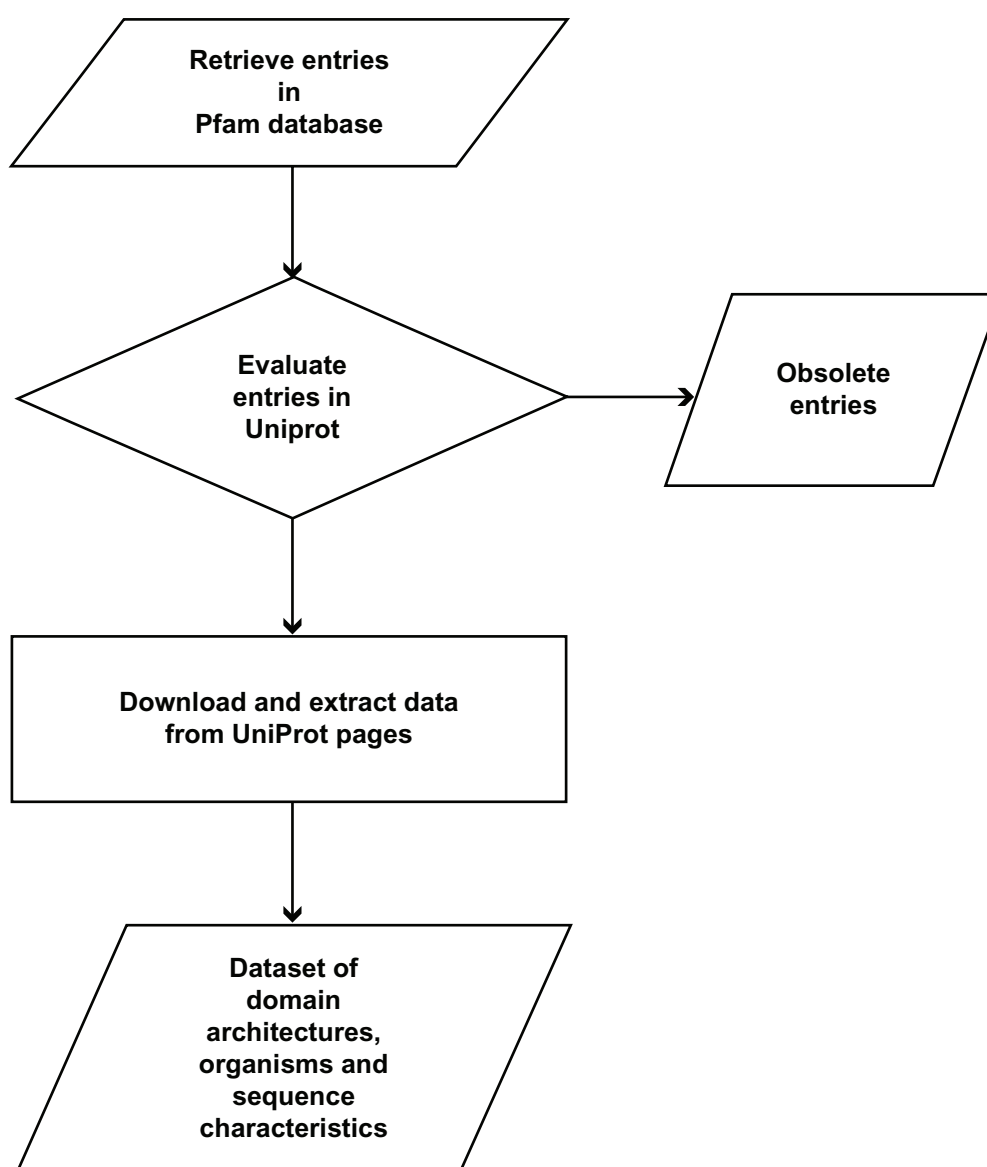 Retrieve entries
in
Pfam database
Evaluate
entries in
Uniprot
Obsolete
entries
Download and extract data
from UniProt pages
Dataset of
domain
architectures,
organisms and
sequence
characteristics